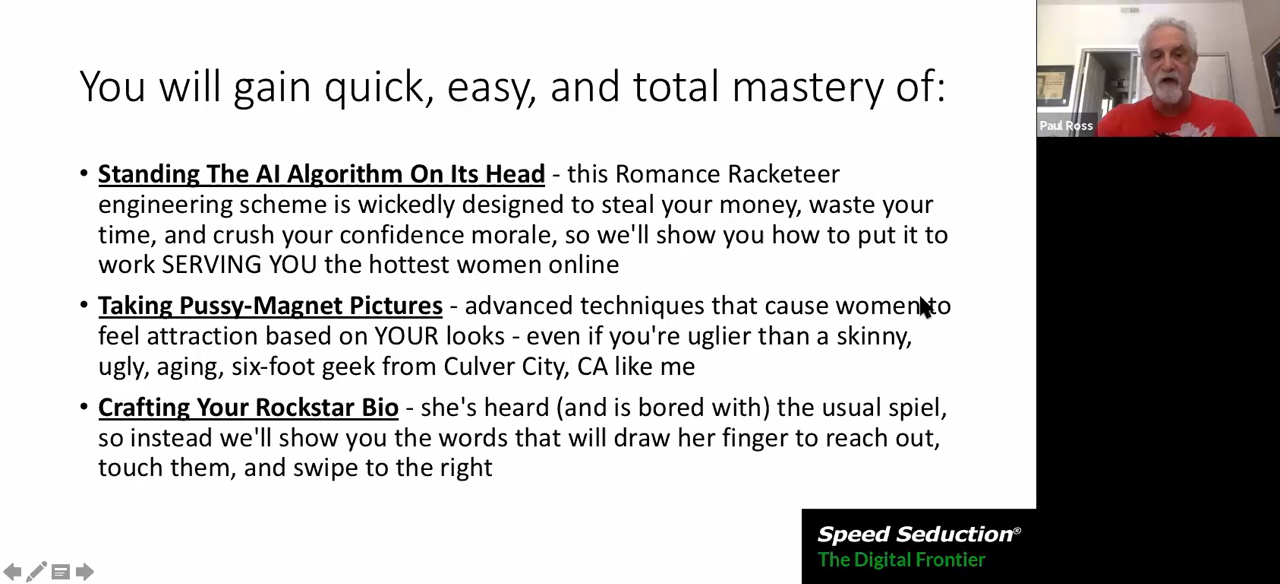 You will gain quick, easy, and total mastery of:
• Standing The AI Algorithm On Its Head - this Romance Racketeer
engineering scheme is wickedly designed to steal your money, waste your
time, and crush your confidence morale, so we'll show you how to put it to
work SERVING YOU the hottest women online
• Taking Pussy-Magnet Pictures - advanced techniques that cause women to
feel attraction based on YOUR looks - even if you're uglier than a skinny,
ugly, aging, six-foot geek from Culver City, CA like me
• Crafting Your Rockstar Bio - she's heard (and is bored with) the usual spiel,
so instead we'll show you the words that will draw her finger to reach out,
touch them, and swipe to the right
Paul Ross
Speed Seduction®
The Digital Frontier